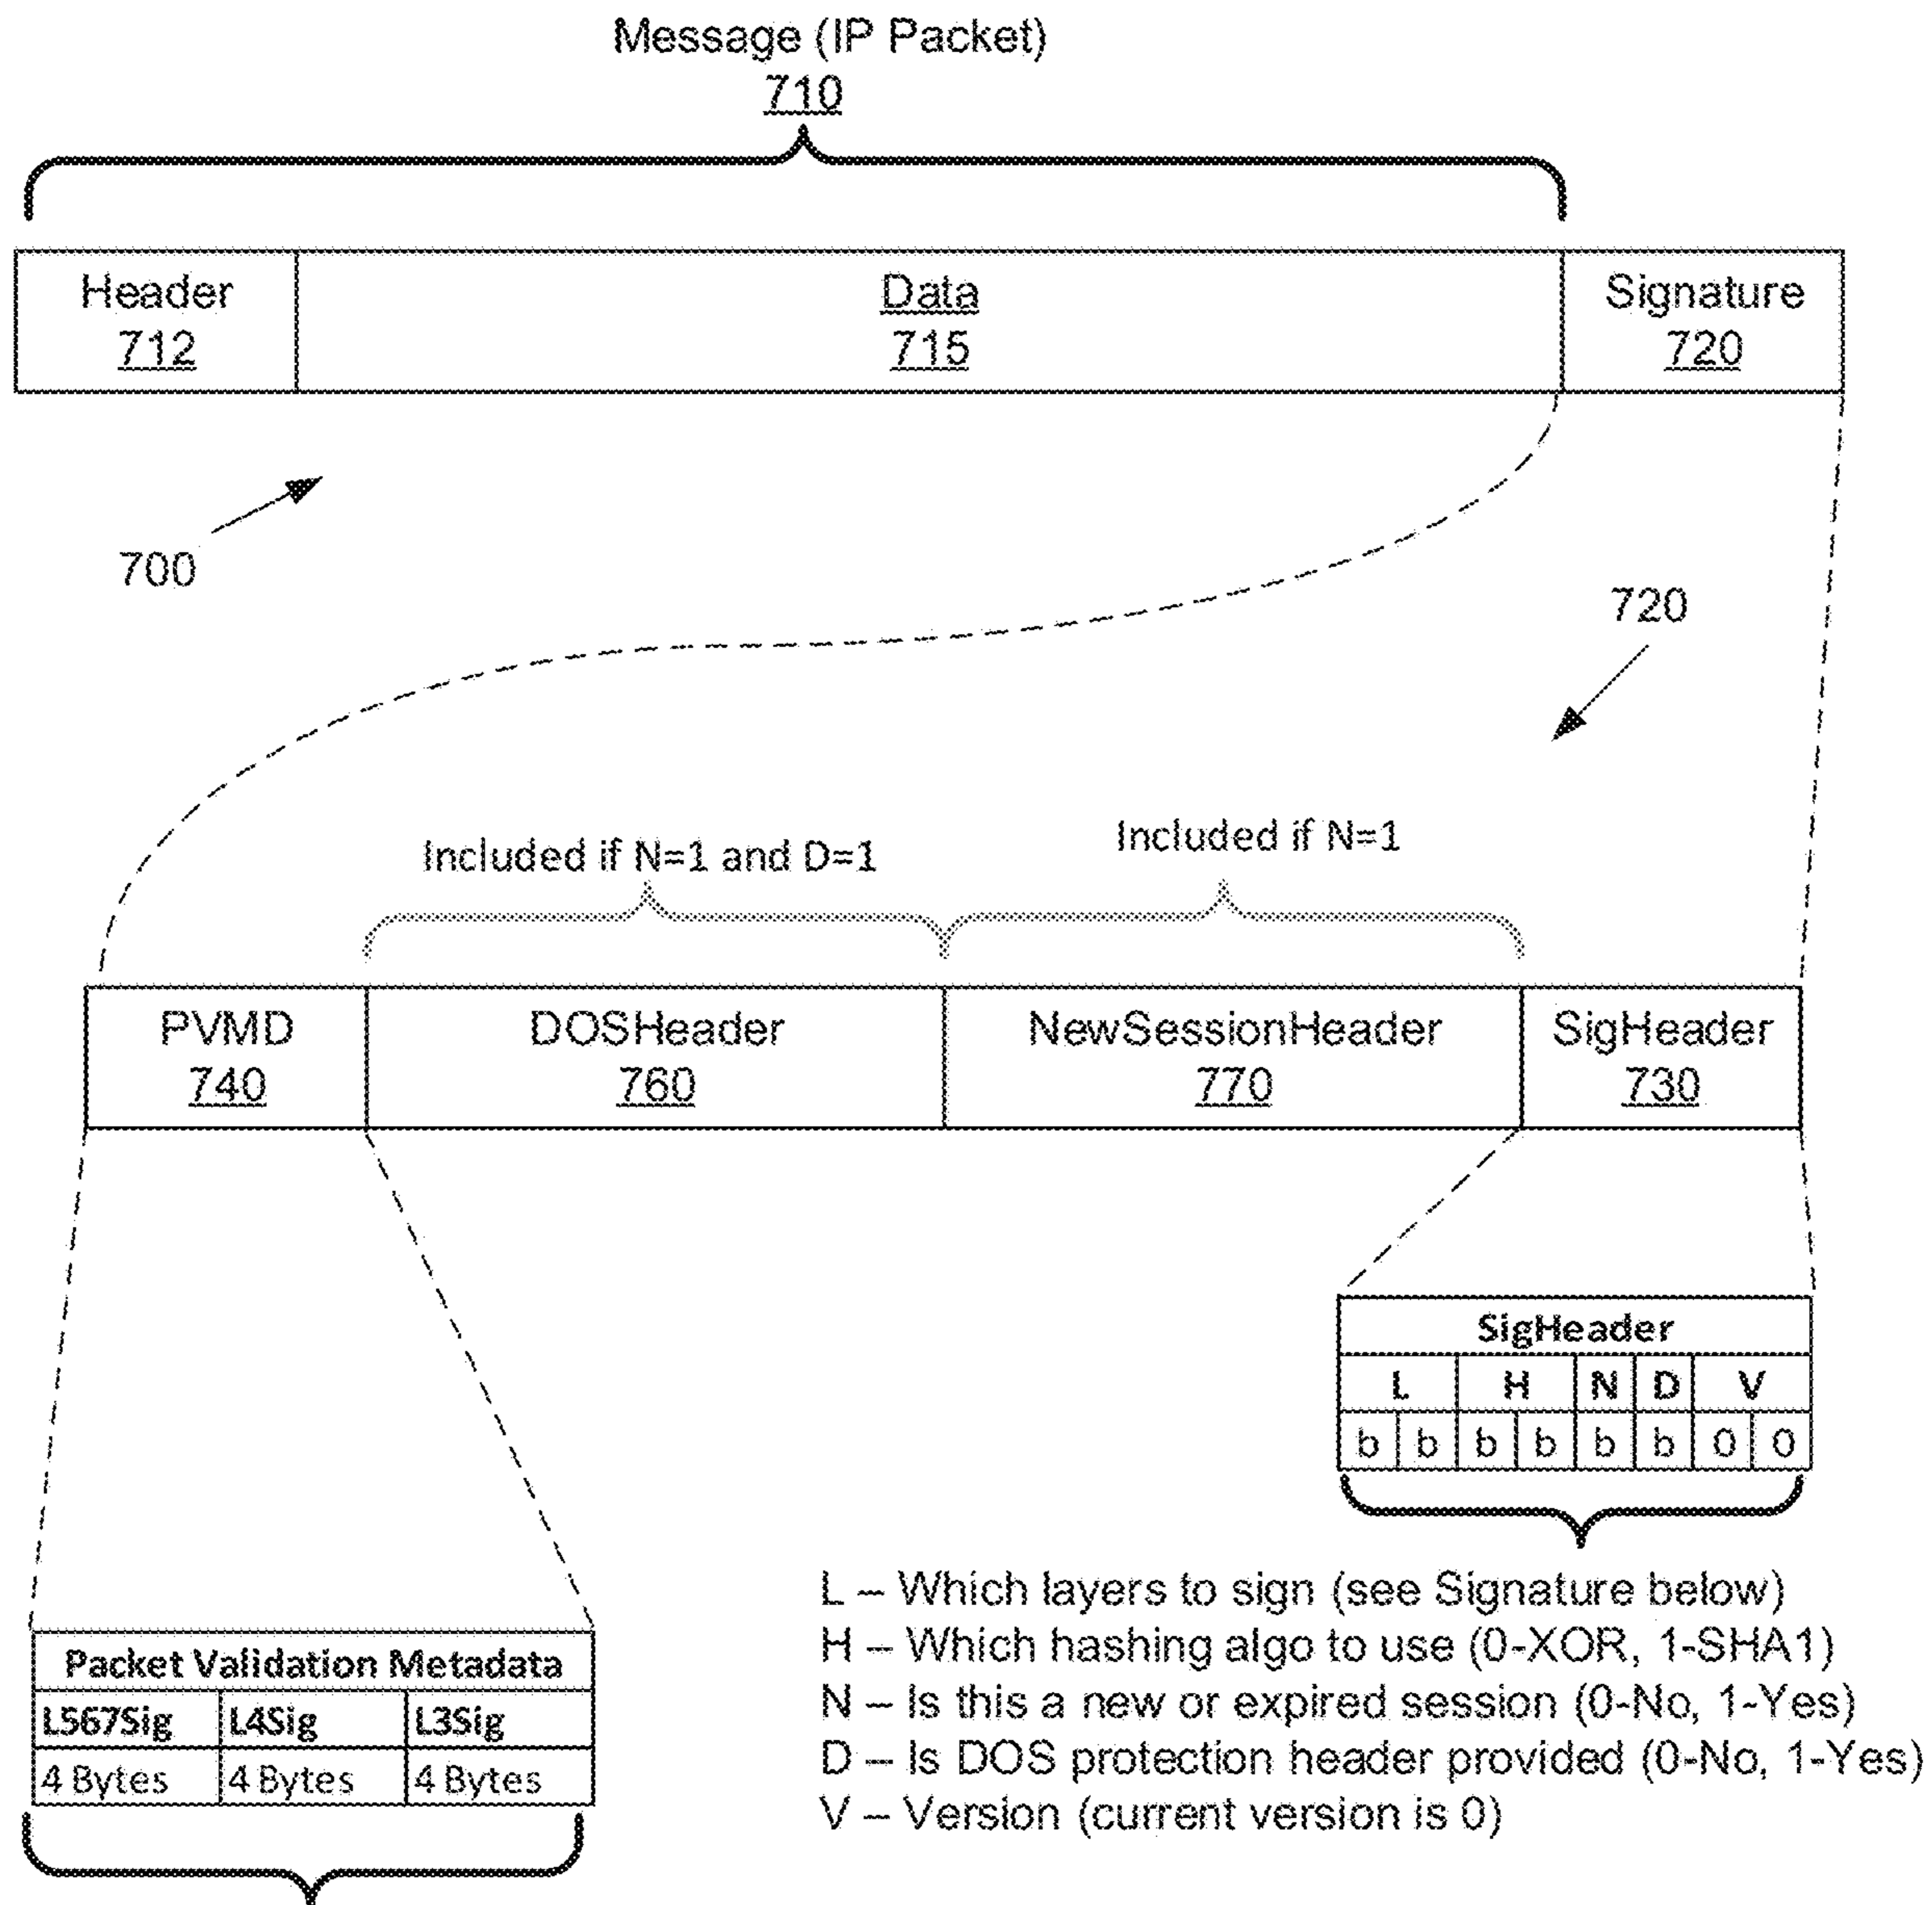 Message (IP Packet)
710
Header Data Signature
712 715 720
700
720
Included if N=1 and D=1 Included if N=1
PVMD DOSHeader NewSessionHeader SigHeader
740 760 770 730
SigHeader
L H N D V
b b b b b b 0 0
L – Which layers to sign (see Signature below)
H – Which hashing algo to use (0-XOR, 1-SHA1)
N – Is this a new or expired session (0-No, 1-Yes)
D – Is DOS protection header provided (0-No, 1-Yes)
V – Version (current version is 0)
Packet Validation Metadata
L567Sig L4Sig L3Sig
4 Bytes 4 Bytes 4 Bytes